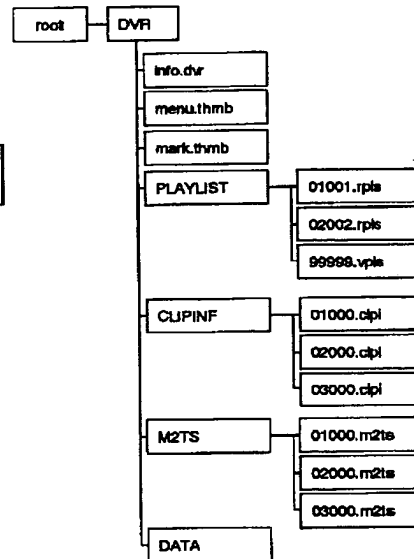 root DVR
info.dvr
menu.thmb
mark.thmb
PLAYLIST 01001.rpls
02002.rpls
99999.vpls
CLIPINF 01000.clpi
02000.clpi
03000.clpi
M2TS 01000.m2ts
02000.m2ts
03000.m2ts
DATA